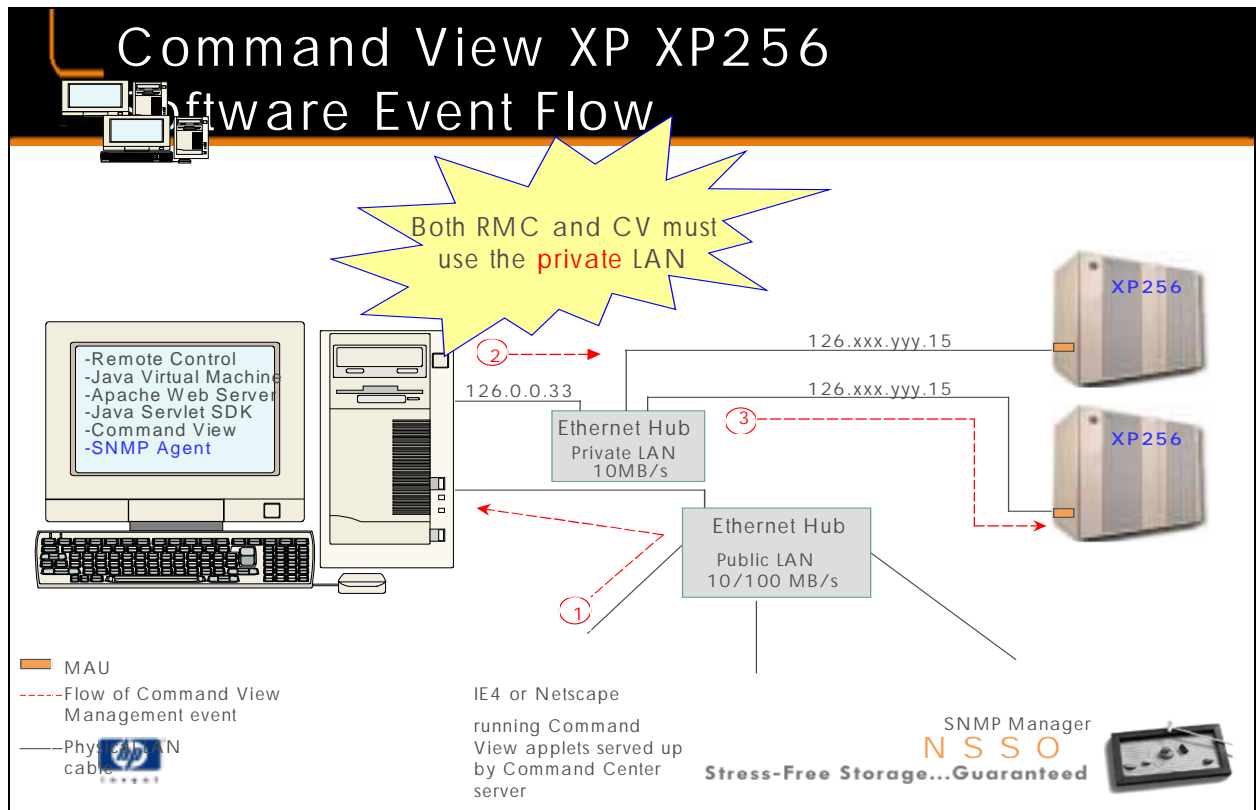 Command View XP XP256
oftware Event Flow
Both RMC and CV must
use the private LAN
-Remote Control
-Java Virtual Machine
-Apache Web Server
-Java Servlet SDK
-Command View
-SNMP Agent
2
126.0.0.33
126.xxx.yyy.15
XP256
126.xxx.yyy.15
XP256
3
Ethernet Hub
Private LAN
10MB/s
Ethernet Hub
Public LAN
10/100 MB/s
1
MAU
Flow of Command View
Management event
Physical LAN
cable
hp
invent
IE4 or Netscape
running Command
View applets served up
by Command Center
server
SNMP Manager
NSSO
Stress-Free Storage...Guaranteed